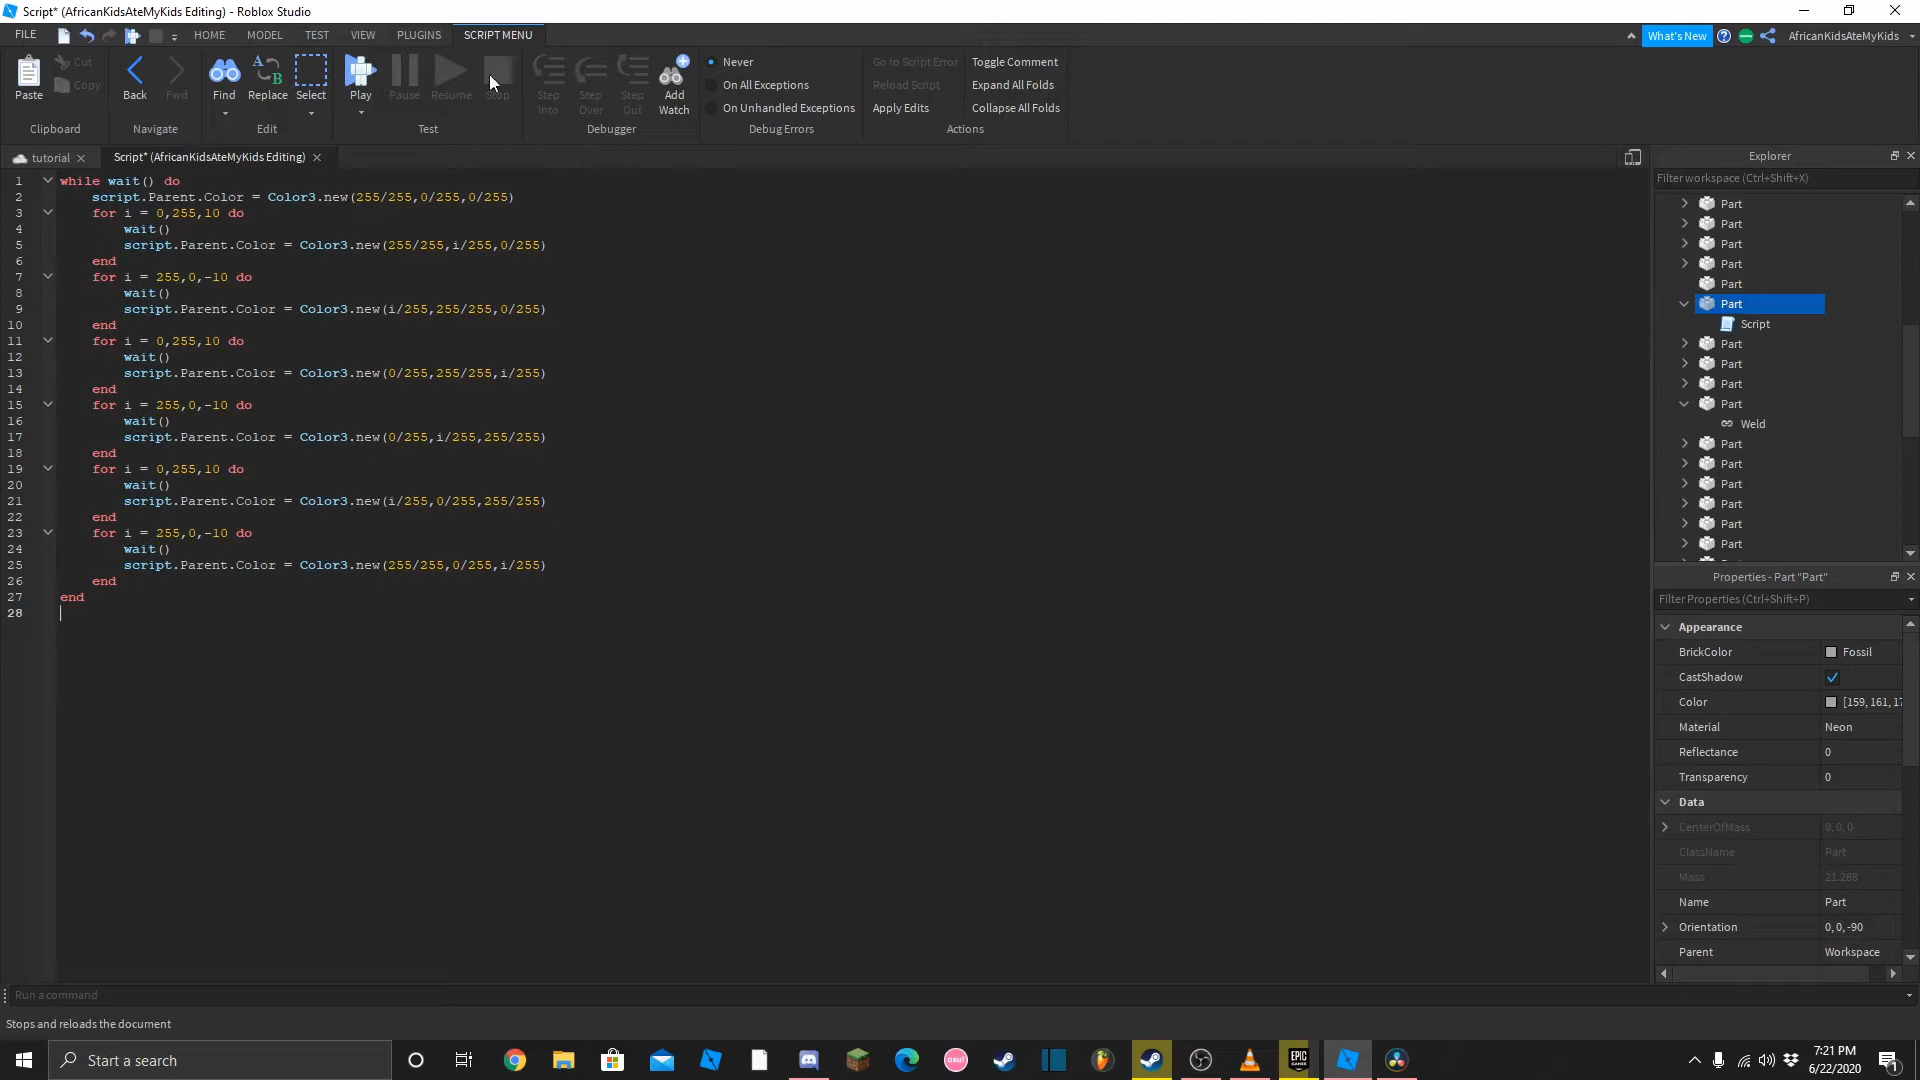 Script* (AfricanKidsAteMyKids Editing) - Roblox Studio
FILE HOME MODEL TEST VIEW PLUGINS SCRIPT MENU What's New AfricanKidsAteMyKids
Paste Cut Copy Back Fwd Find Replace Select Play Pause Resume Stop Step Into Step Over Step Out Add Watch
Never
On All Exceptions
On Unhandled Exceptions
Go to Script Error
Reload Script
Apply Edits
Toggle Comment
Expand All Folds
Collapse All Folds
Clipboard Navigate Edit Test Debugger Debug Errors Actions
tutorial Script* (AfricanKidsAteMyKids Editing)
1 while wait() do
2 script.Parent.Color = Color3.new(255/255,0/255,0/255)
3 for i = 0,255,10 do
4 wait()
5 script.Parent.Color = Color3.new(255/255,i/255,0/255)
6 end
7 for i = 255,0,-10 do
8 wait()
9 script.Parent.Color = Color3.new(i/255,255/255,0/255)
10 end
11 for i = 0,255,10 do
12 wait()
13 script.Parent.Color = Color3.new(0/255,255/255,i/255)
14 end
15 for i = 255,0,-10 do
16 wait()
17 script.Parent.Color = Color3.new(0/255,i/255,255/255)
18 end
19 for i = 0,255,10 do
20 wait()
21 script.Parent.Color = Color3.new(i/255,0/255,255/255)
22 end
23 for i = 255,0,-10 do
24 wait()
25 script.Parent.Color = Color3.new(255/255,0/255,i/255)
26 end
27 end
28
Explorer
Filter workspace (Ctrl+Shift+X)
Part
Part
Part
Part
Part
Part
Script
Part
Part
Part
Part
Weld
Part
Part
Part
Part
Part
Part
Properties - Part "Part"
Filter Properties (Ctrl+Shift+P)
Appearance
BrickColor Fossil
CastShadow
Color [159, 161, 17
Material Neon
Reflectance 0
Transparency 0
Data
CenterOfMass 0, 0, 0
ClassName Part
Mass 21.288
Name Part
Orientation 0, 0, -90
Parent Workspace
Run a command
Stops and reloads the document
Start a search
osu!
EPIC GAMES
7:21 PM
6/22/2020
1